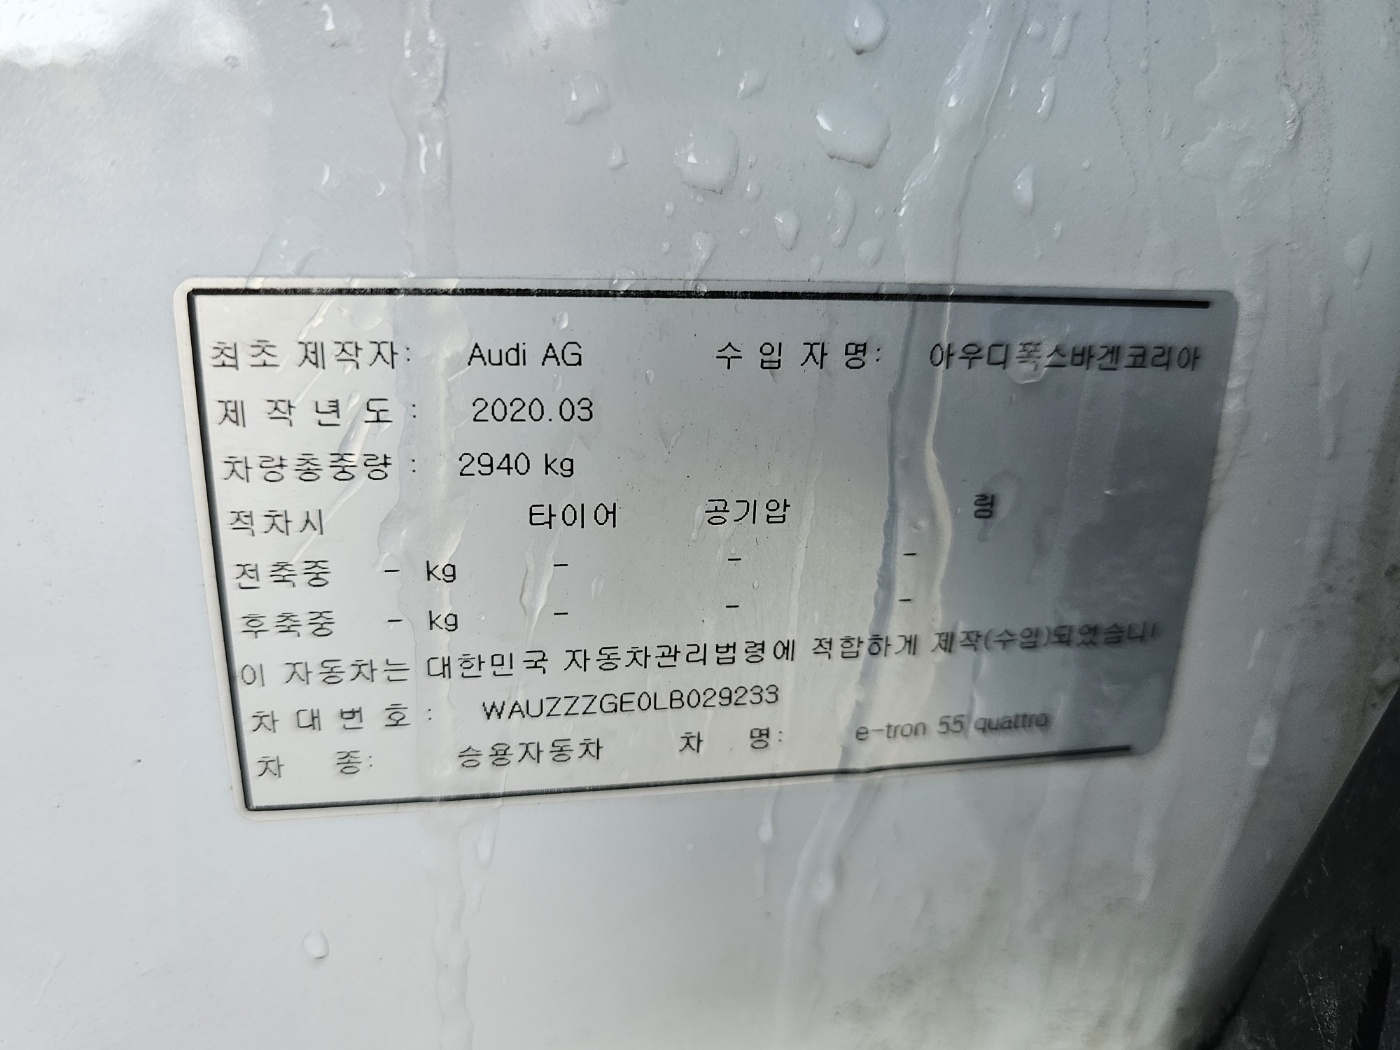 최초 제작자: Audi AG 수 입 자 명: 아우디폭스바겐코리아
제 작 년 도 : 2020.03
차량총중량 : 2940 kg
적차시 타이어 공기압 림
전축중 - kg - - -
후축중 - kg - - -
이 자동차는 대한민국 자동차관리법령에 적합하게 제작(수입)되었습니
차 대 번 호 : WAUZZZGE0LB029233
차 종: 승용자동차 차 명: e-tron 55 quattro